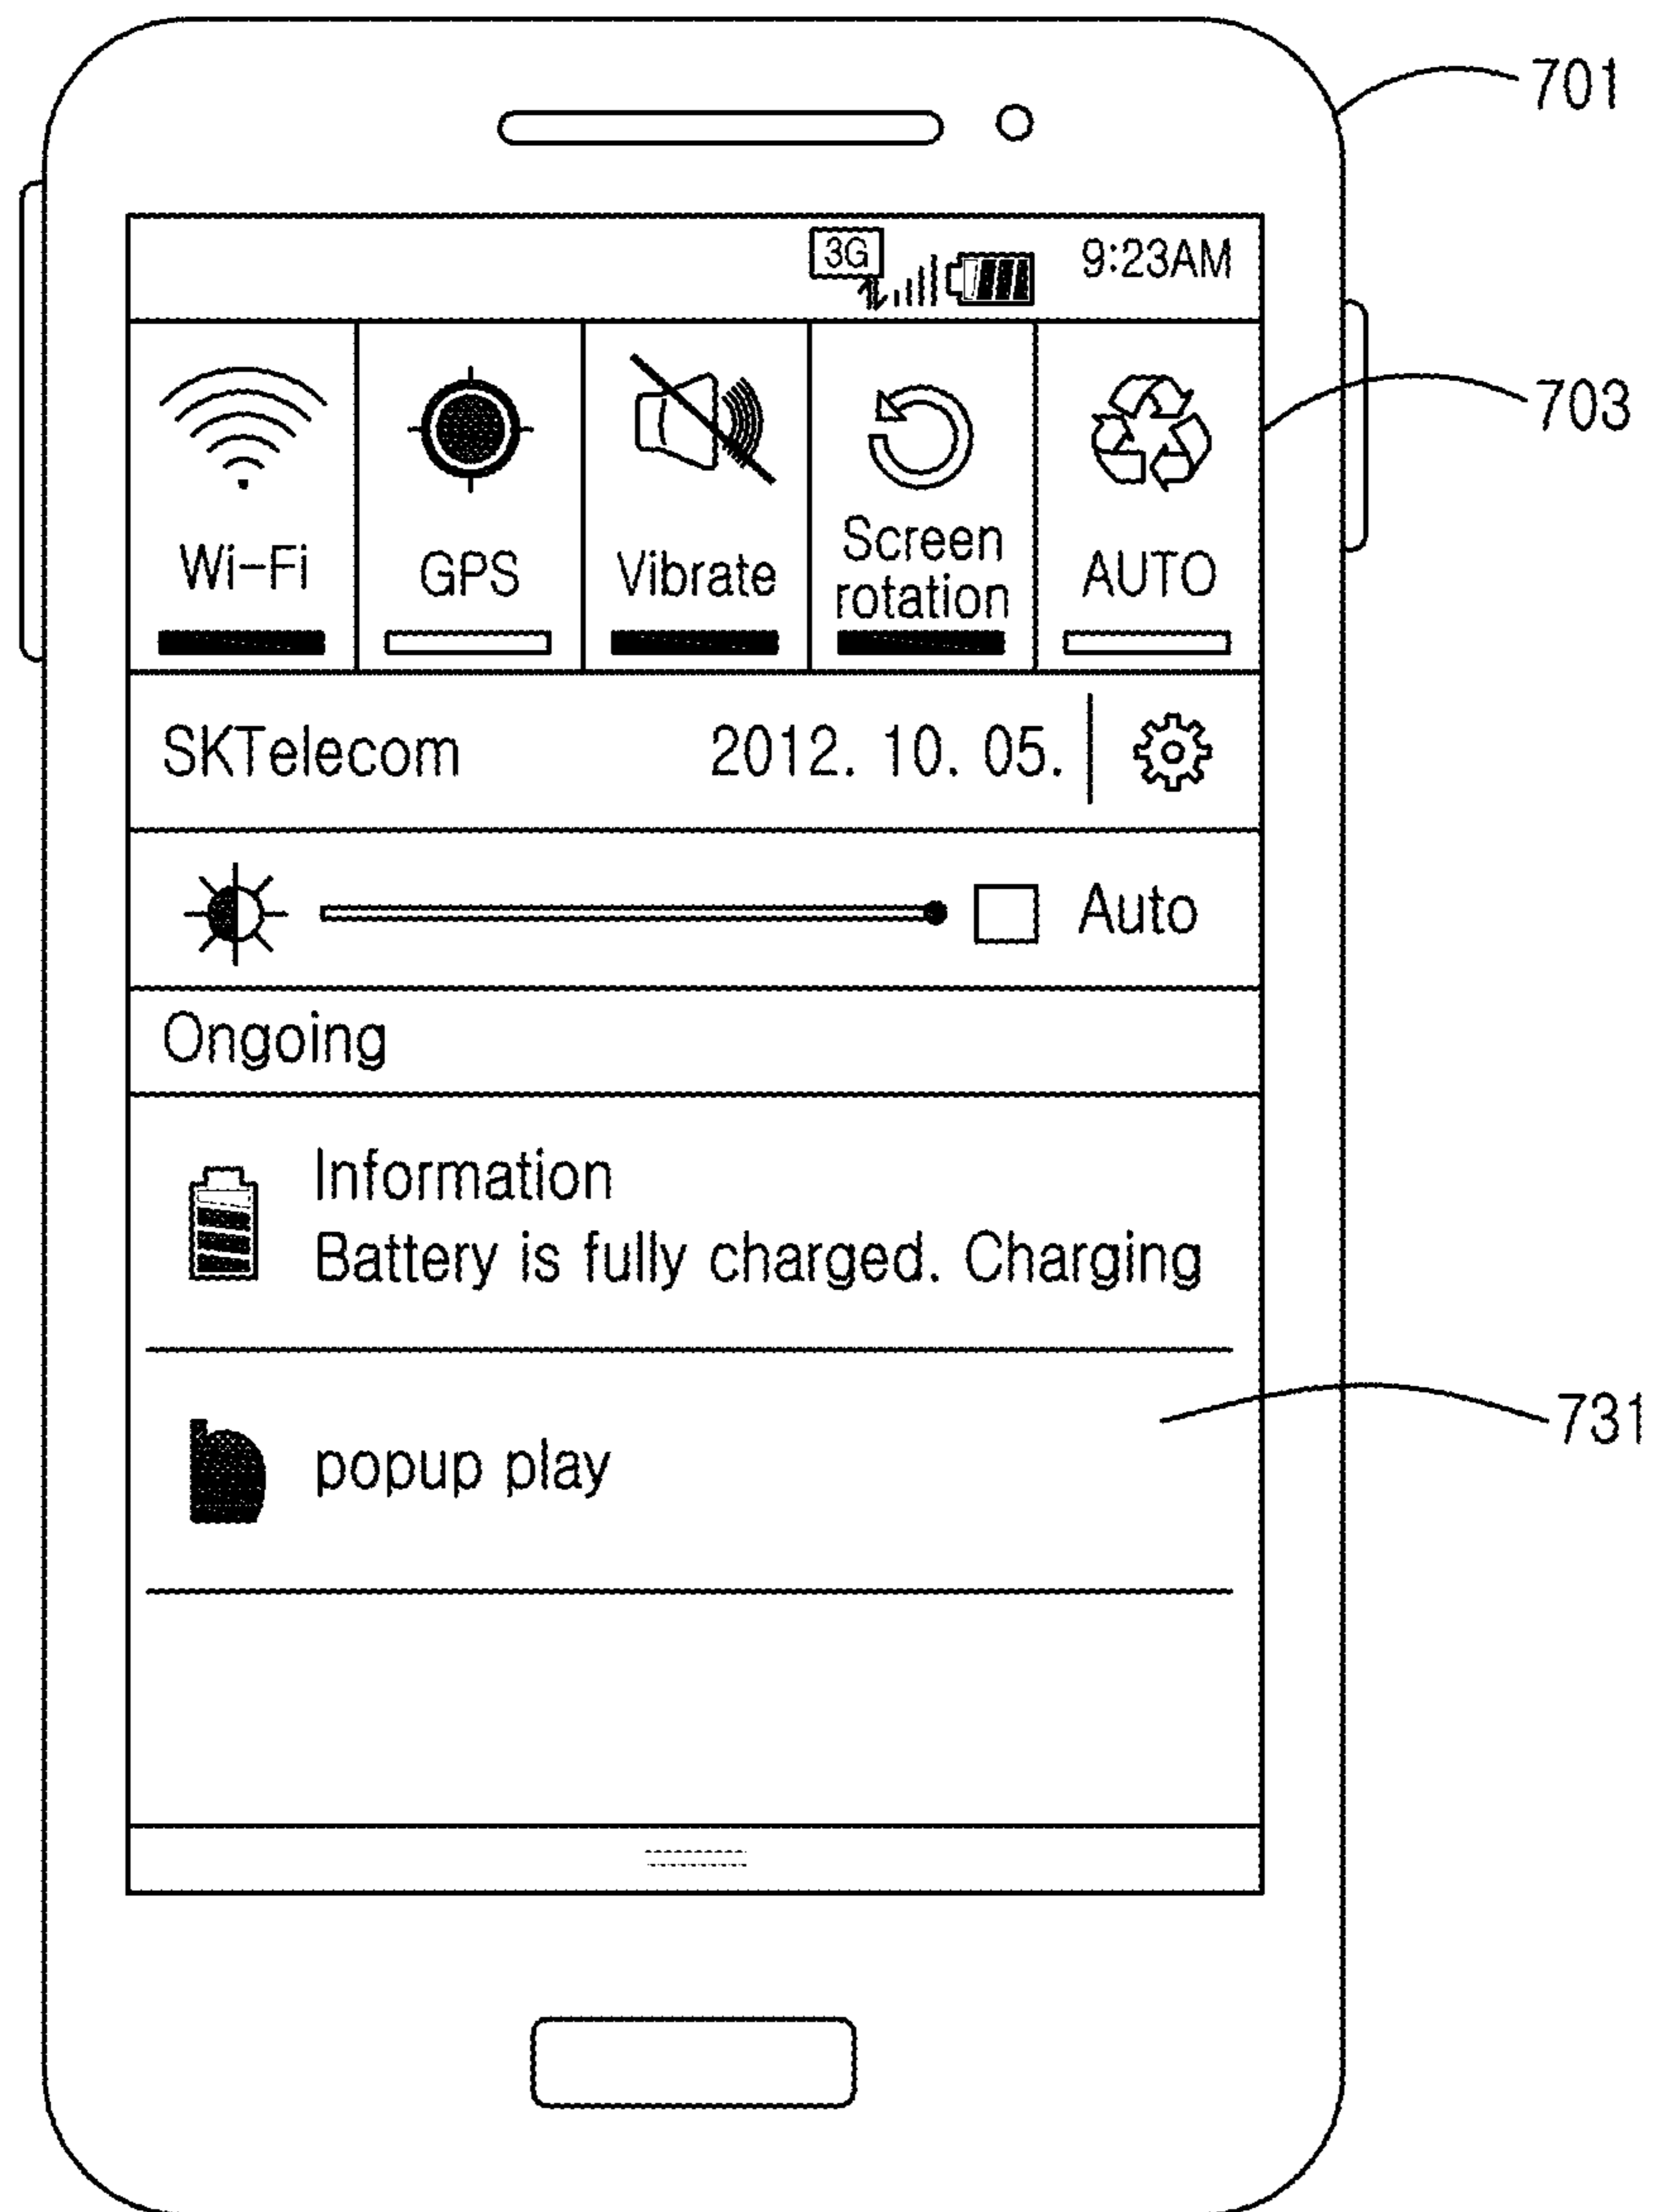 701
3G 9:23AM
703
Wi-Fi GPS Vibrate Screen rotation AUTO
SKTelecom 2012. 10. 05.
Auto
Ongoing
Information
Battery is fully charged. Charging
731
popup play